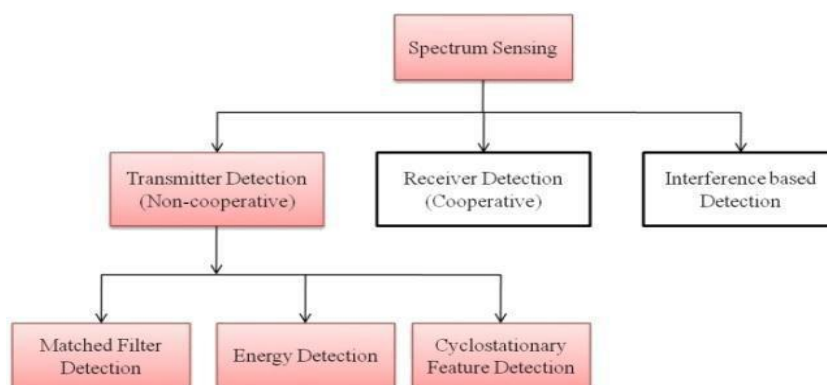 Spectrum Sensing
Transmitter Detection
(Non-cooperative)
Receiver Detection
(Cooperative)
Interference based
Detection
Matched Filter
Detection
Energy Detection
Cyclostationary
Feature Detection